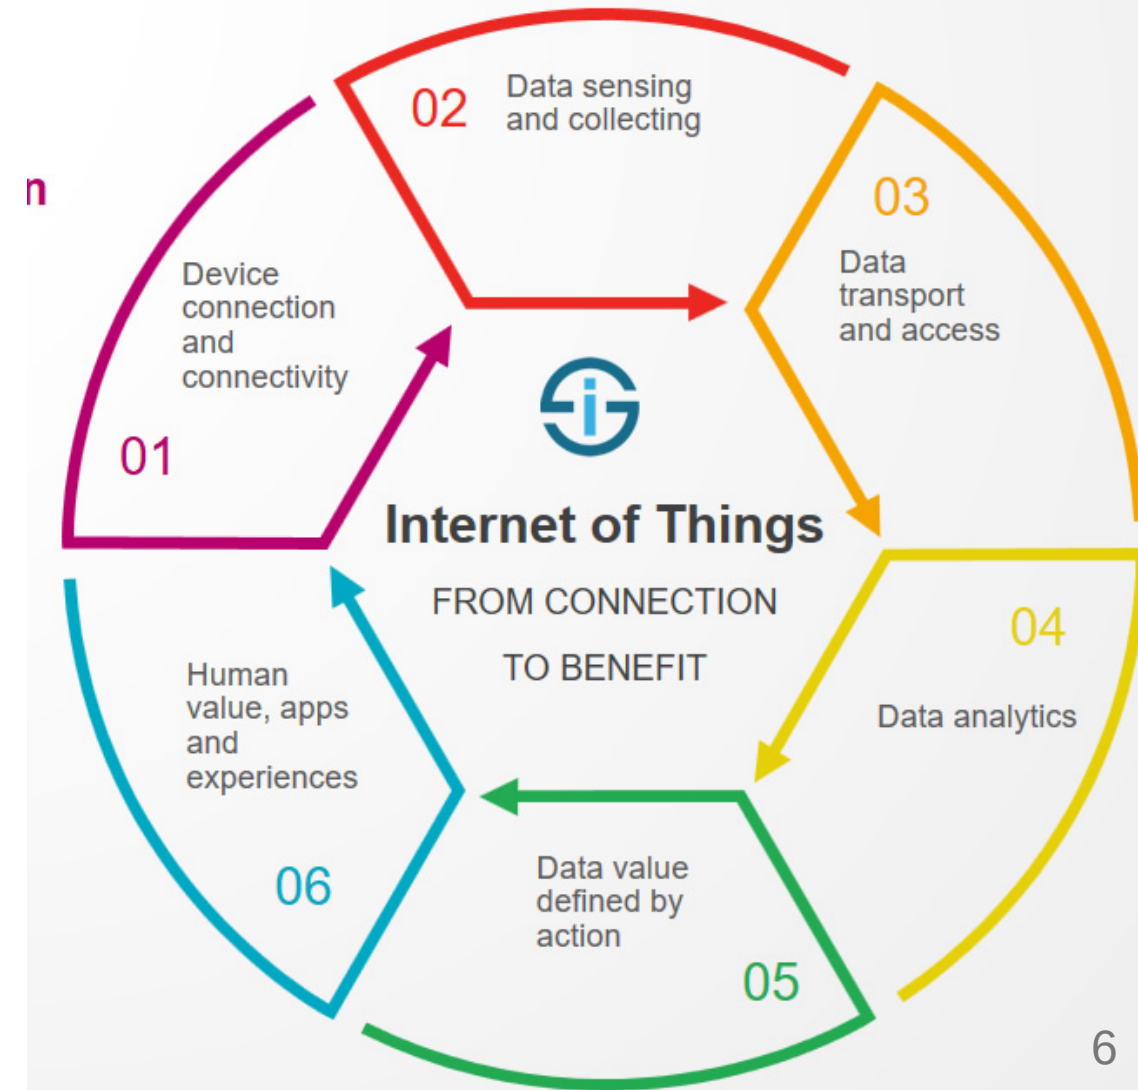 n
02
Data sensing
and collecting
03
Data
transport
and access
Device
connection
and
connectivity
01
i
Internet of Things
FROM CONNECTION
TO BENEFIT
04
Data analytics
Human
value, apps
and
experiences
06
Data value
defined by
action
05
6